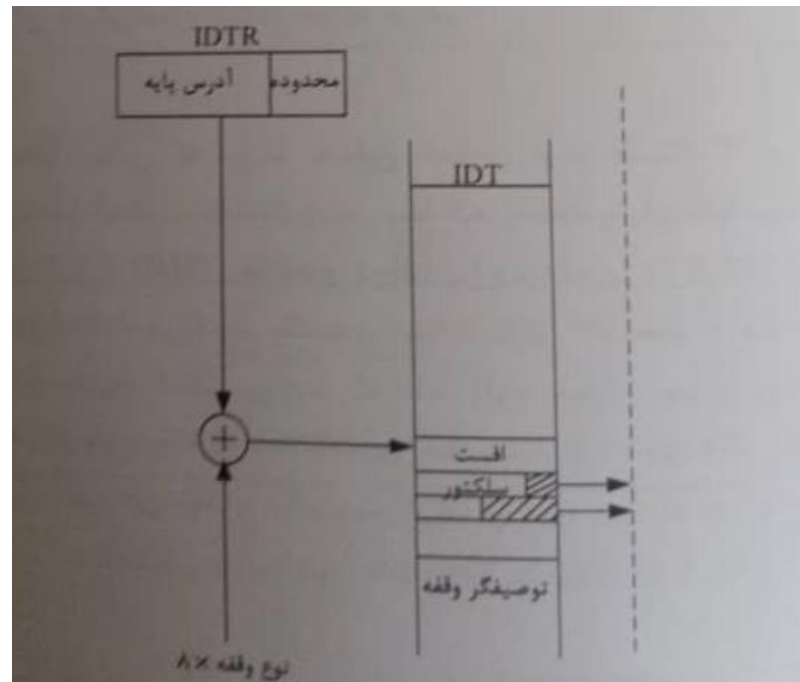 IDTR
آدرس پایه محدوده
IDT
افست
سلکتور
توصیفگر وقفه
نوع وقفه ×۸